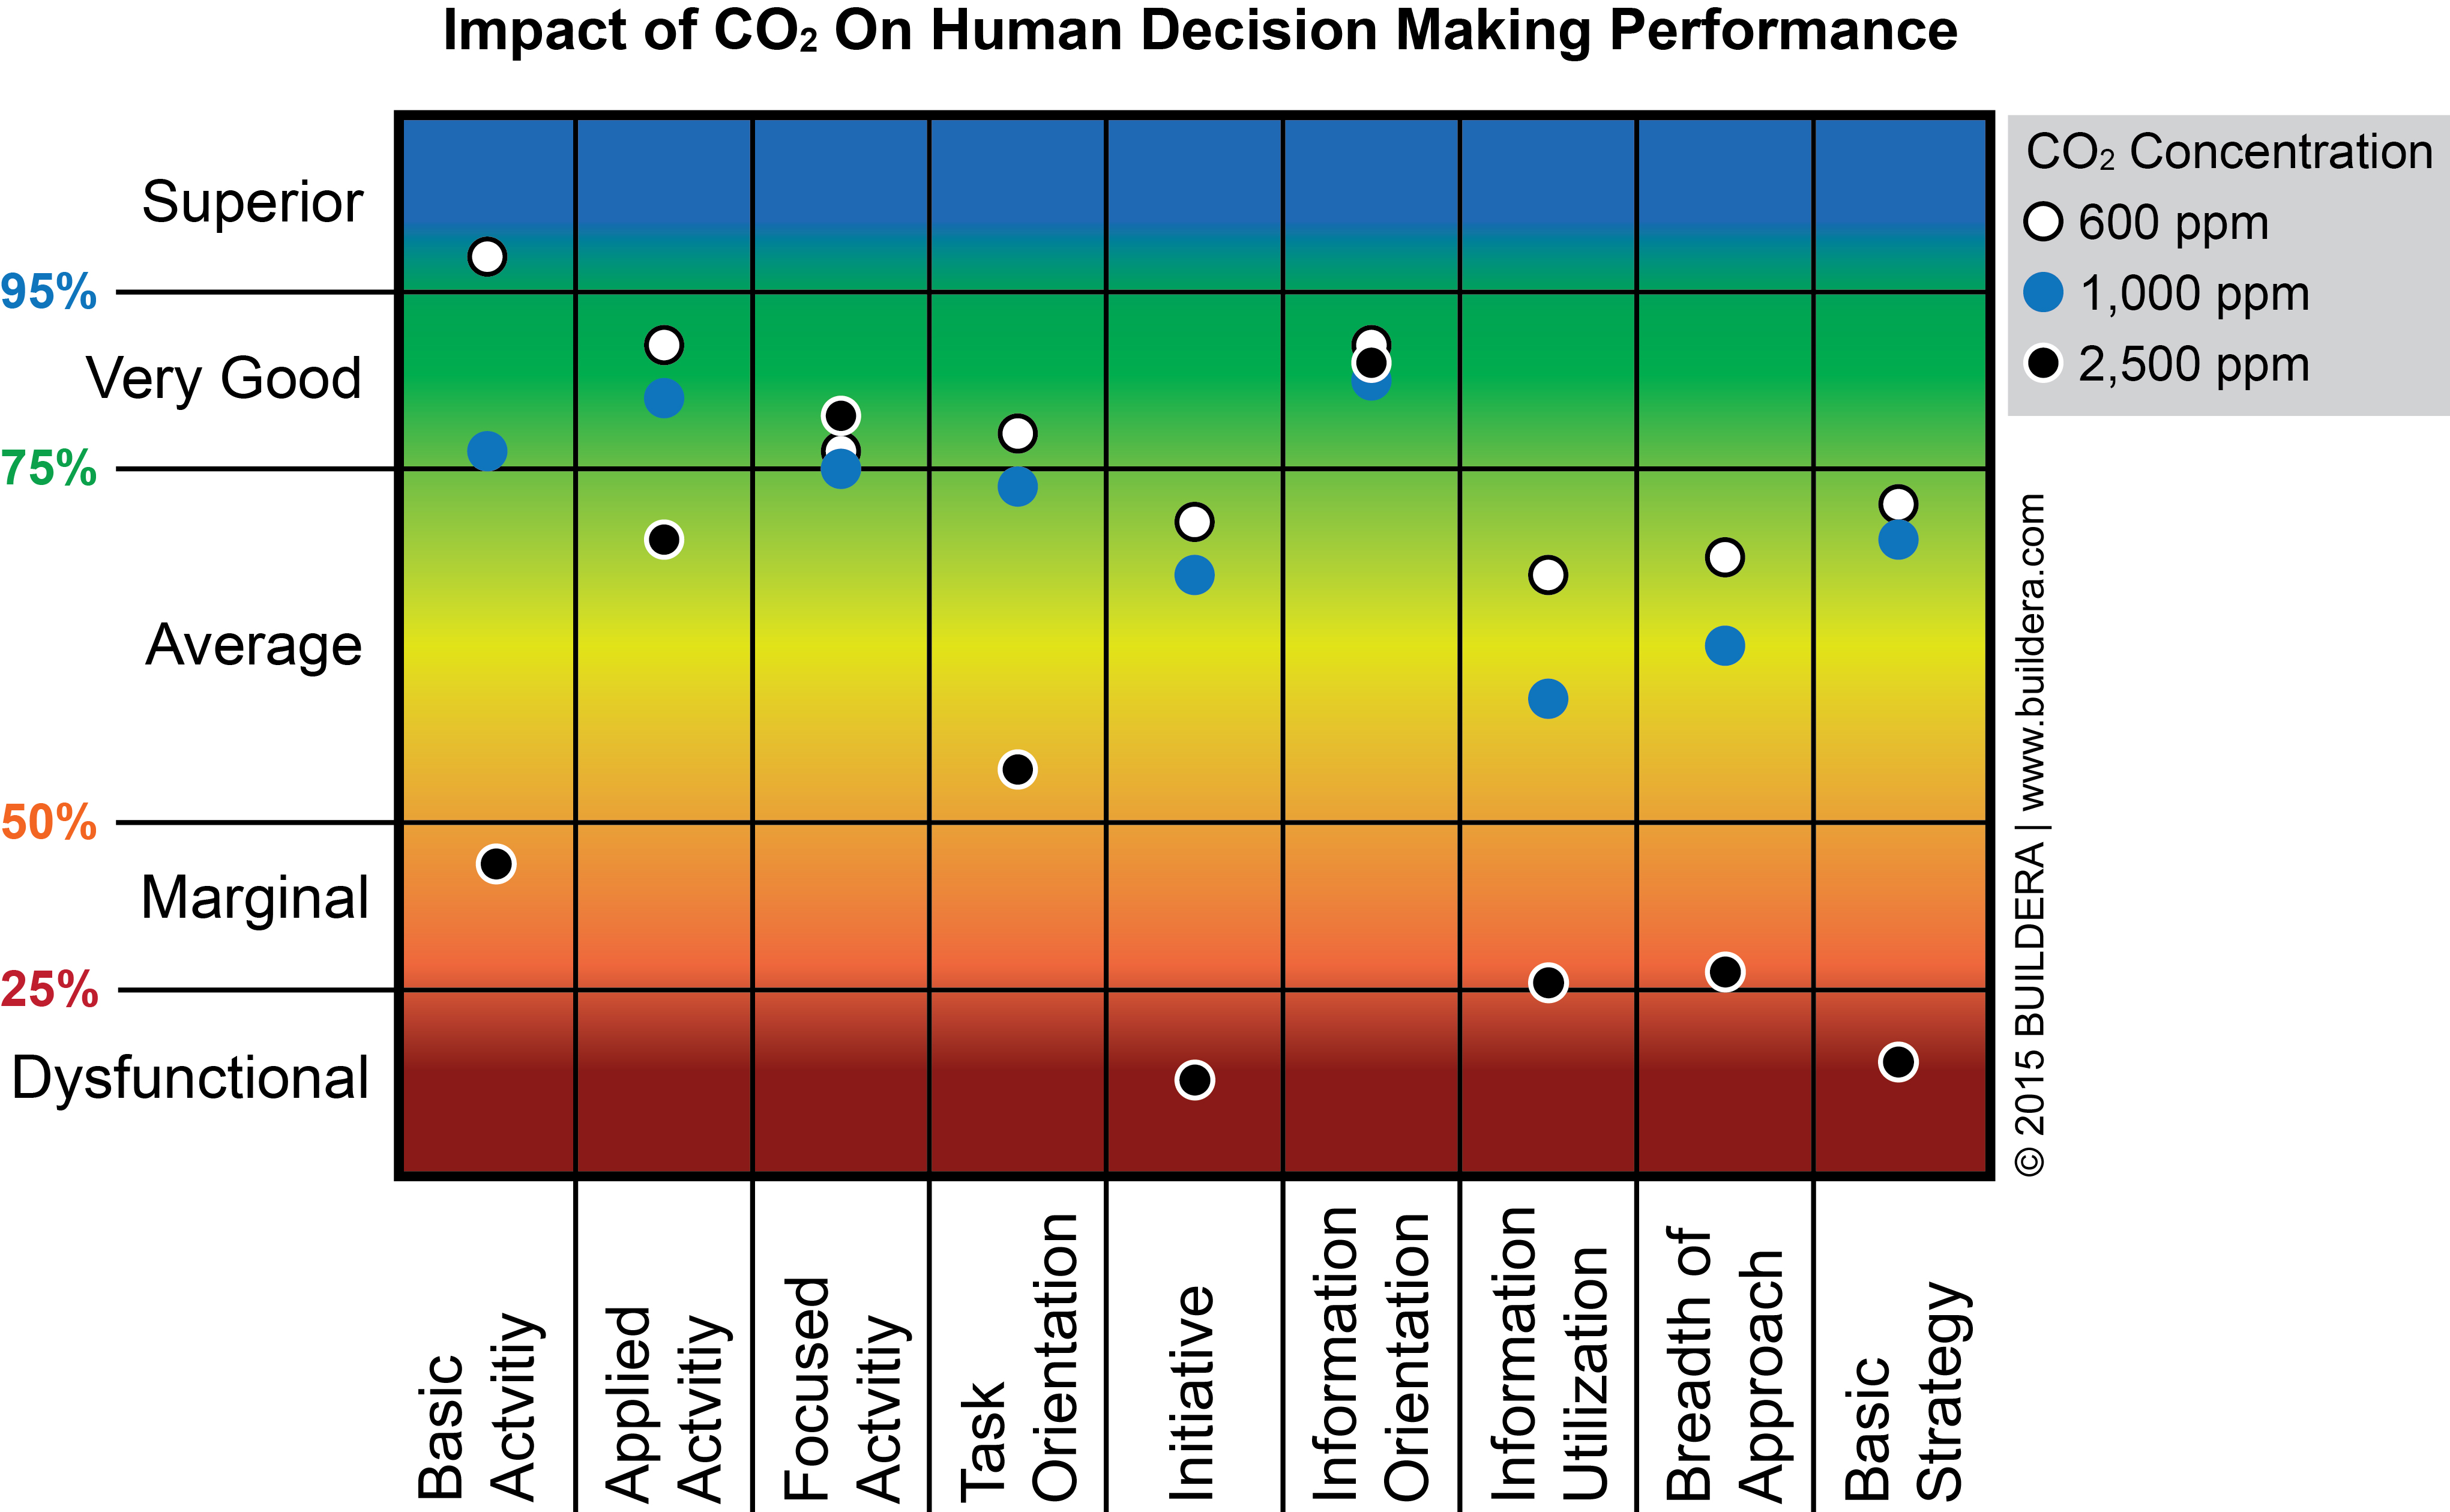 Impact of CO₂ On Human Decision Making Performance
Superior
95%
Very Good
75%
Average
50%
Marginal
25%
Dysfunctional
CO₂ Concentration
600 ppm
1,000 ppm
2,500 ppm
© 2015 BUILDERA | www.buildera.com
Basic
Actvitiy
Applied
Actvitiy
Focused
Actvitiy
Task
Orientation
Initiative
Information
Orientation
Information
Utilization
Breadth of
Approach
Basic
Strategy